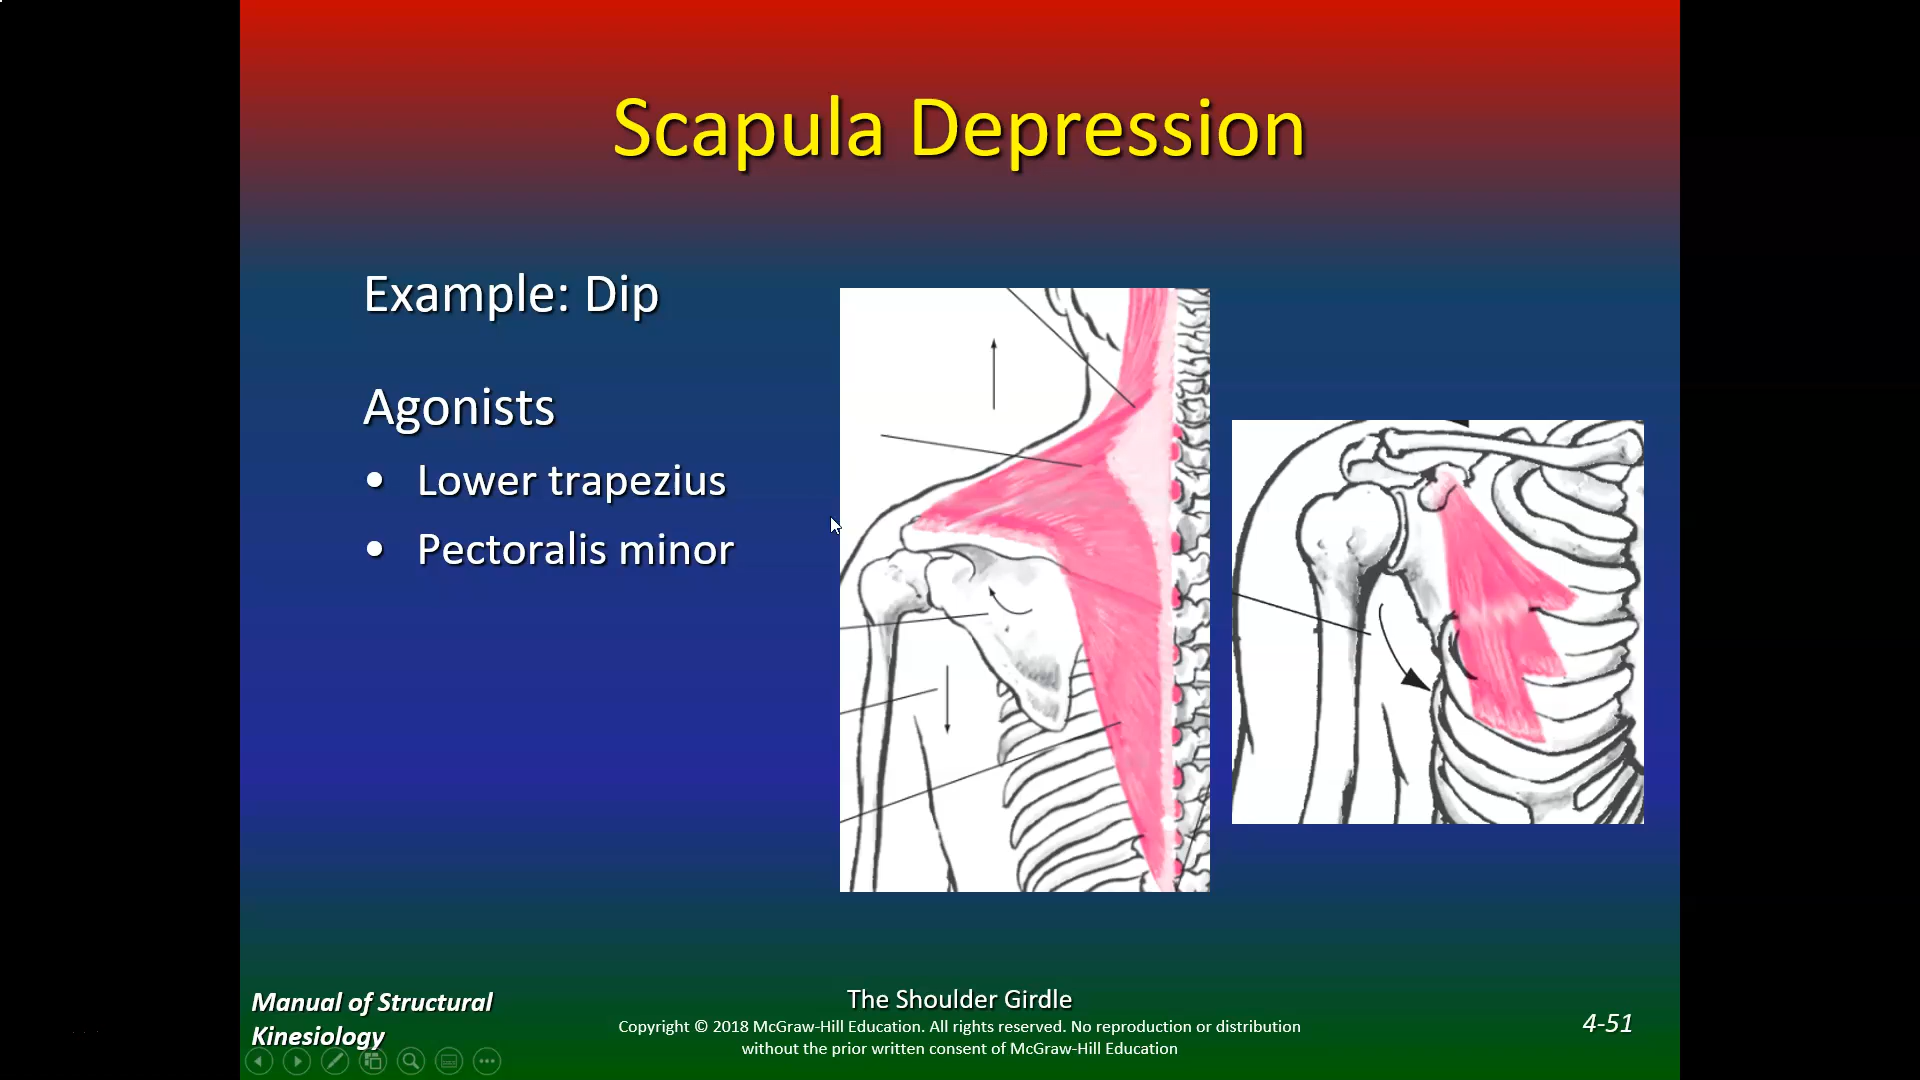 Scapula Depression
Example: Dip
Agonists
• Lower trapezius
• Pectoralis minor
Manual of Structural
Kinesiology
The Shoulder Girdle
Copyright © 2018 McGraw-Hill Education. All rights reserved. No reproduction or distribution
without the prior written consent of McGraw-Hill Education
4-51